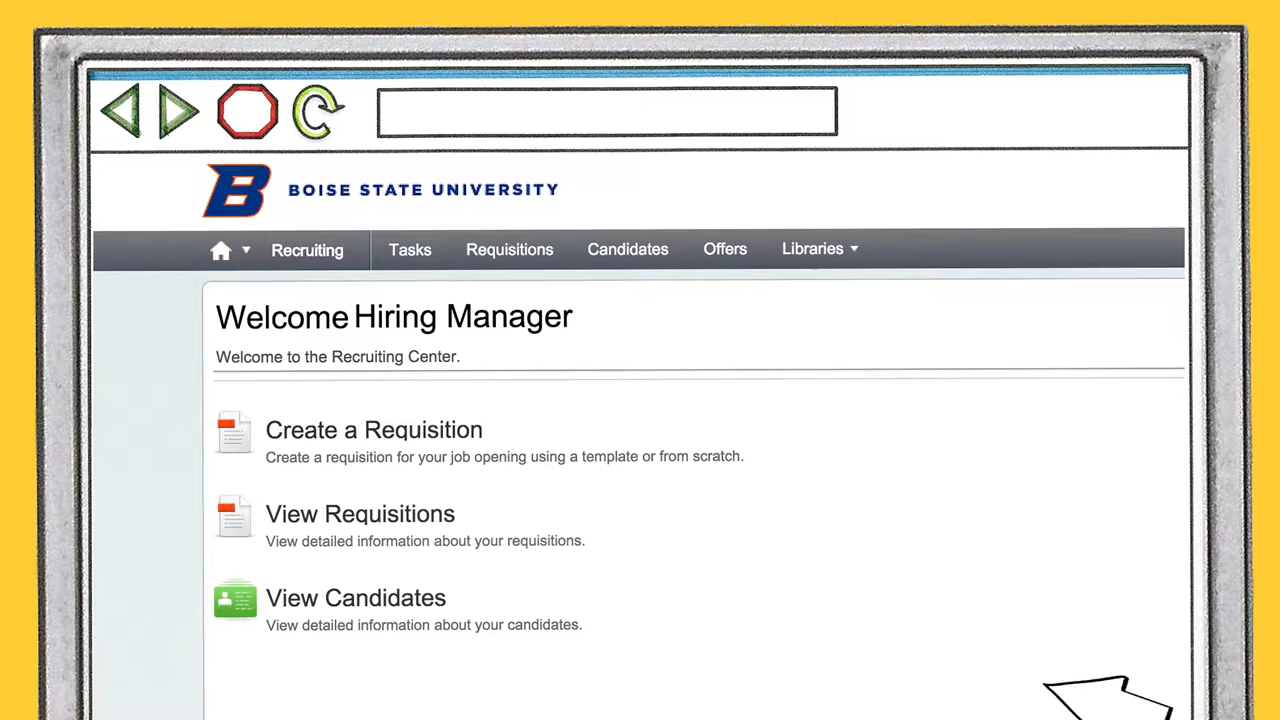 B BOISE STATE UNIVERSITY
Recruiting Tasks Requisitions Candidates Offers Libraries
Welcome Hiring Manager
Welcome to the Recruiting Center.
Create a Requisition
Create a requisition for your job opening using a template or from scratch.
View Requisitions
View detailed information about your requisitions.
View Candidates
View detailed information about your candidates.